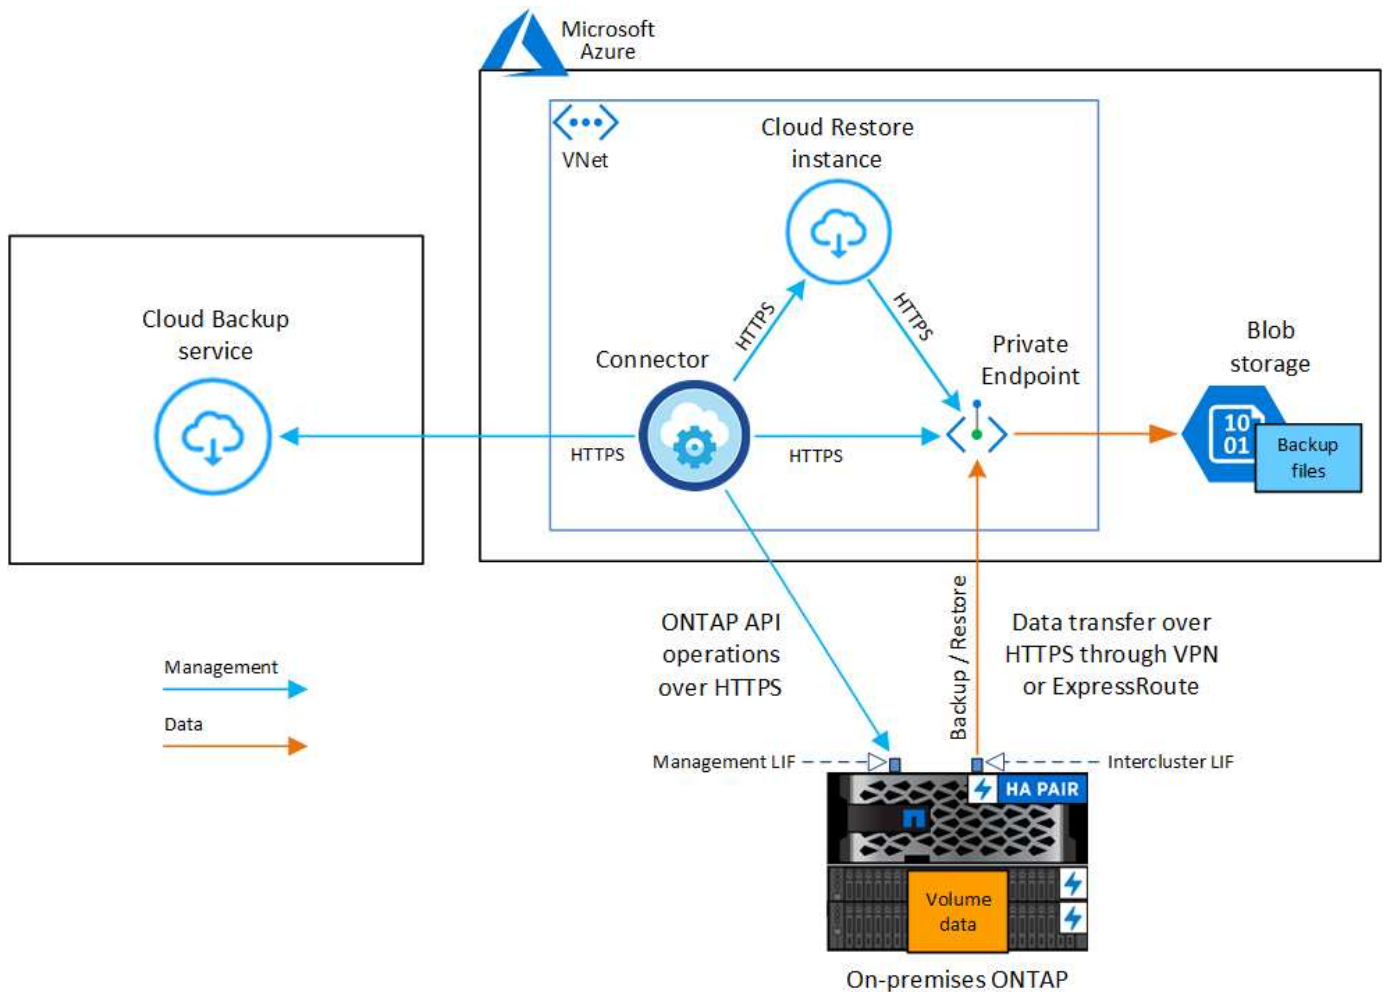 Microsoft
Azure
VNet
Cloud Restore
instance
Cloud Backup
service
HTTPS
HTTPS
Connector
Private
Endpoint
Blob
storage
10
01
Backup
files
HTTPS
HTTPS
ONTAP API
operations
over HTTPS
Backup / Restore
Data transfer over
HTTPS through VPN
or ExpressRoute
Management
Data
Management LIF
Intercluster LIF
HA PAIR
Volume
data
On-premises ONTAP